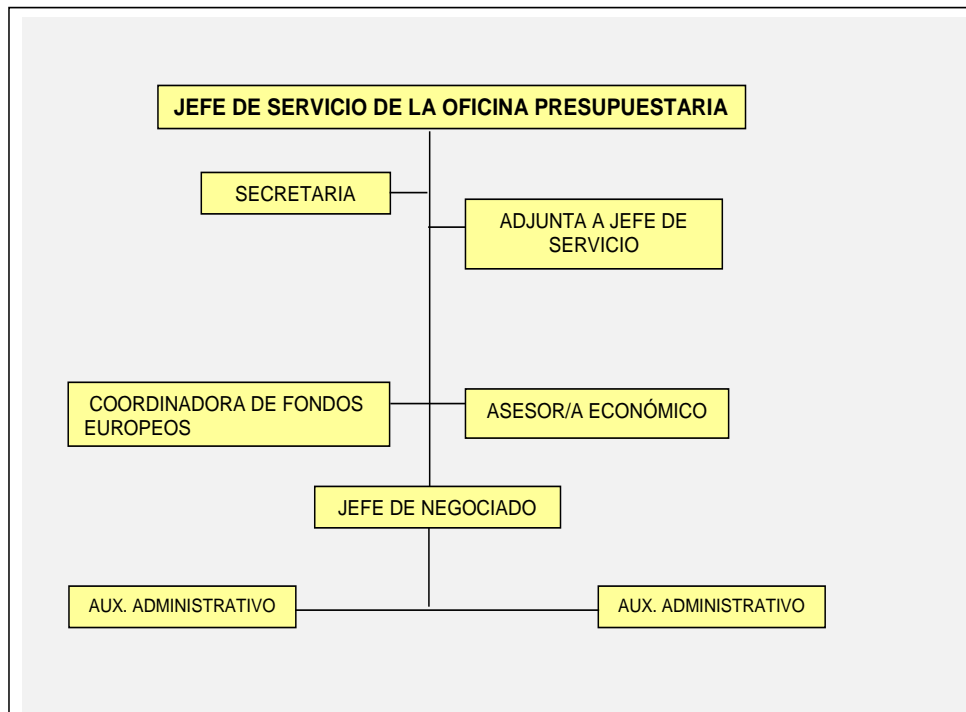 JEFE DE SERVICIO DE LA OFICINA PRESUPUESTARIA
SECRETARIA
ADJUNTA A JEFE DE
SERVICIO
COORDINADORA DE FONDOS
EUROPEOS
ASESOR/A ECONÓMICO
JEFE DE NEGOCIADO
AUX. ADMINISTRATIVO
AUX. ADMINISTRATIVO